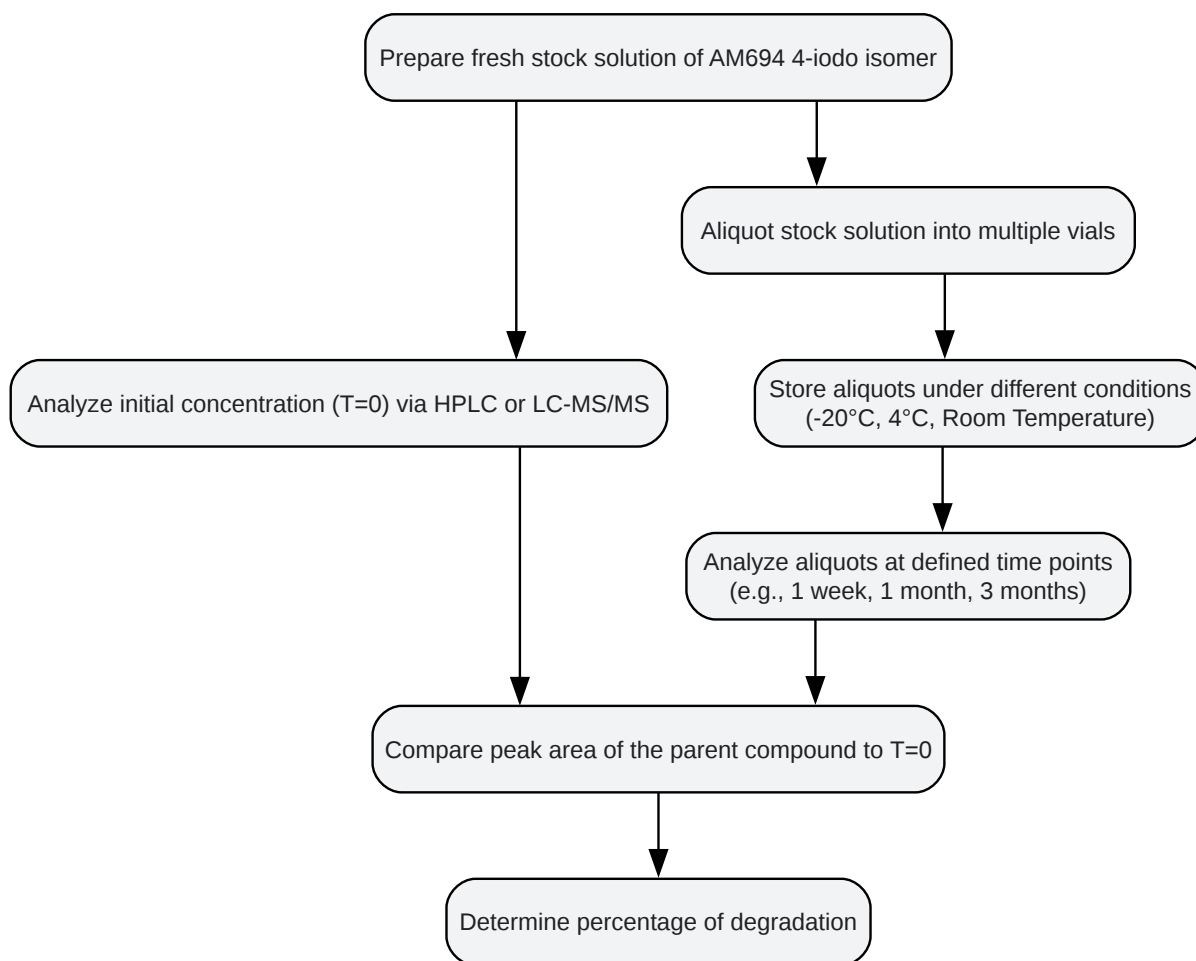 Prepare fresh stock solution of AM694 4-iodo isomer
Aliquot stock solution into multiple vials
Analyze initial concentration (T=0) via HPLC or LC-MS/MS
Store aliquots under different conditions
(-20°C, 4°C, Room Temperature)
Analyze aliquots at defined time points
(e.g., 1 week, 1 month, 3 months)
Compare peak area of the parent compound to T=0
Determine percentage of degradation